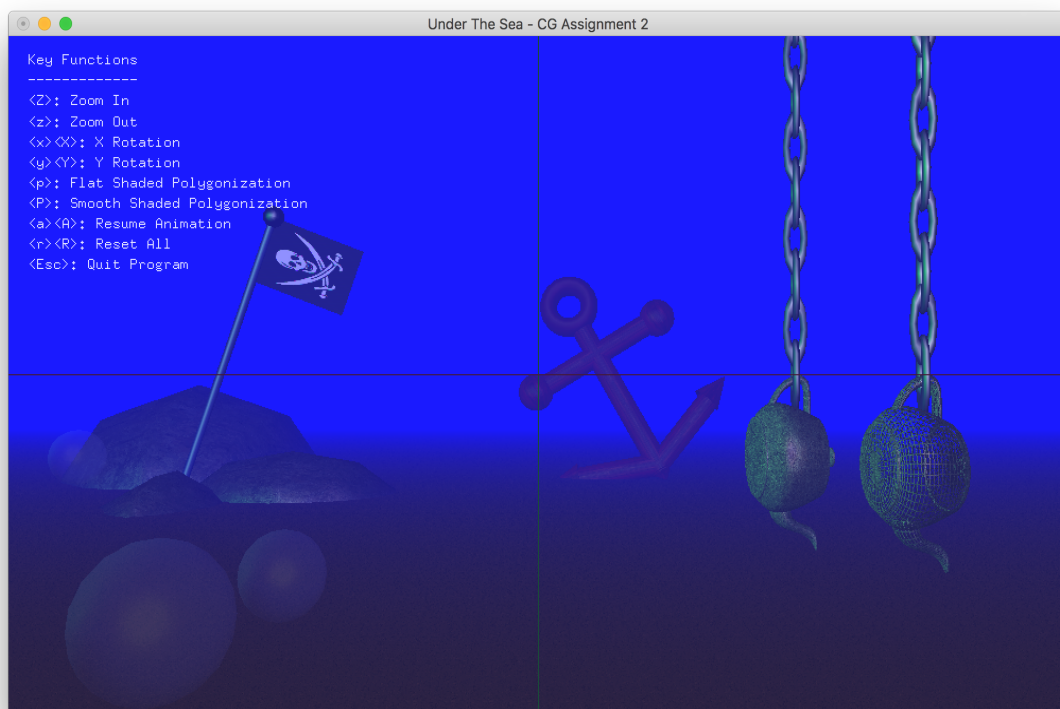 Under The Sea - CG Assignment 2
Key Functions
-------------
<Z>: Zoom In
<z>: Zoom Out
<x><X>: X Rotation
<y><Y>: Y Rotation
<p>: Flat Shaded Polygonization
<P>: Smooth Shaded Polygonization
<a><A>: Resume Animation
<r><R>: Reset All
<Esc>: Quit Program